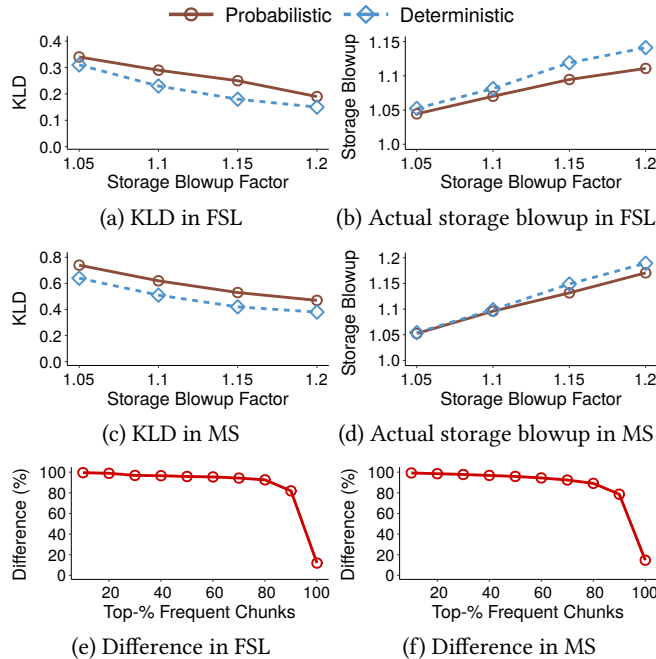 Probabilistic Deterministic
KLD
0.4
0.3
0.2
0.1
0.0
1.05 1.1 1.15 1.2
Storage Blowup Factor
(a) KLD in FSL
Storage Blowup
1.15
1.10
1.05
1.0
1.05 1.1 1.15 1.2
Storage Blowup Factor
(b) Actual storage blowup in FSL
KLD
0.8
0.6
0.4
0.2
0.0
1.05 1.1 1.15 1.2
Storage Blowup Factor
(c) KLD in MS
Storage Blowup
1.2
1.15
1.1
1.05
1.0
1.05 1.1 1.15 1.2
Storage Blowup Factor
(d) Actual storage blowup in MS
Difference (%)
100
80
60
40
20
0
20 40 60 80 100
Top-% Frequent Chunks
(e) Difference in FSL
Difference (%)
100
80
60
40
20
0
20 40 60 80 100
Top-% Frequent Chunks
(f) Difference in MS